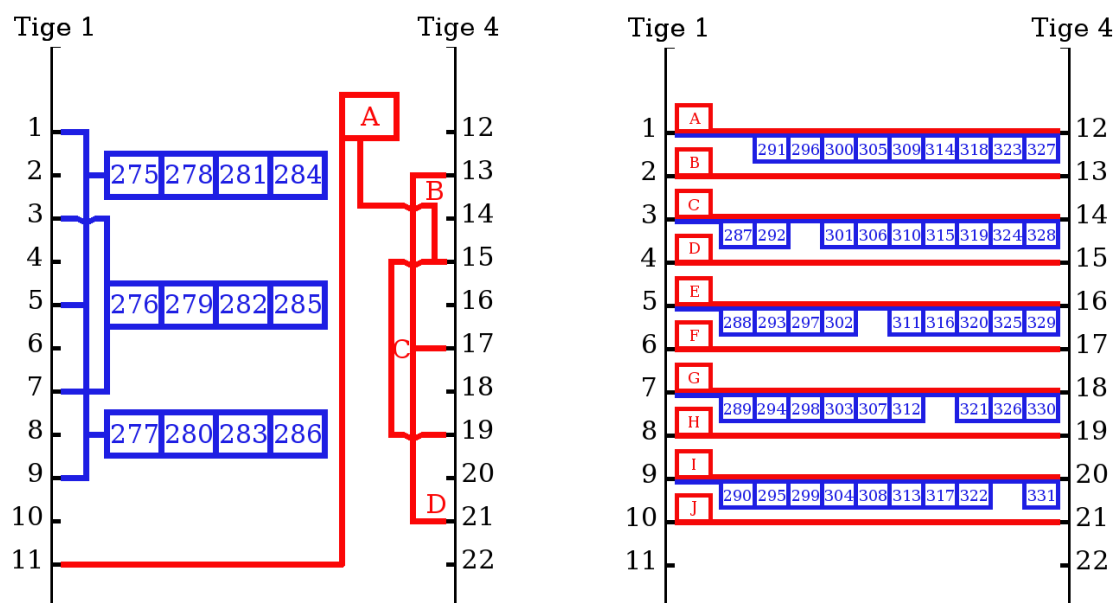 Tige 1 Tige 4 Tige 1 Tige 4
A
A
1 12 1 12
291 296 300 305 309 314 318 323 327
2 275 278 281 284 B 13 2 B 13
C
3 14 3 14
287 292 301 306 310 315 319 324 328
4 15 4 D 15
E
5 276 279 282 285 16 5 16
288 293 297 302 311 316 320 325 329
6 C 17 6 F 17
G
7 18 7 18
289 294 298 303 307 312 321 326 330
8 277 280 283 286 19 8 H 19
I
9 20 9 20
290 295 299 304 308 313 317 322 331
10 D 21 10 J 21
11 22 11 22